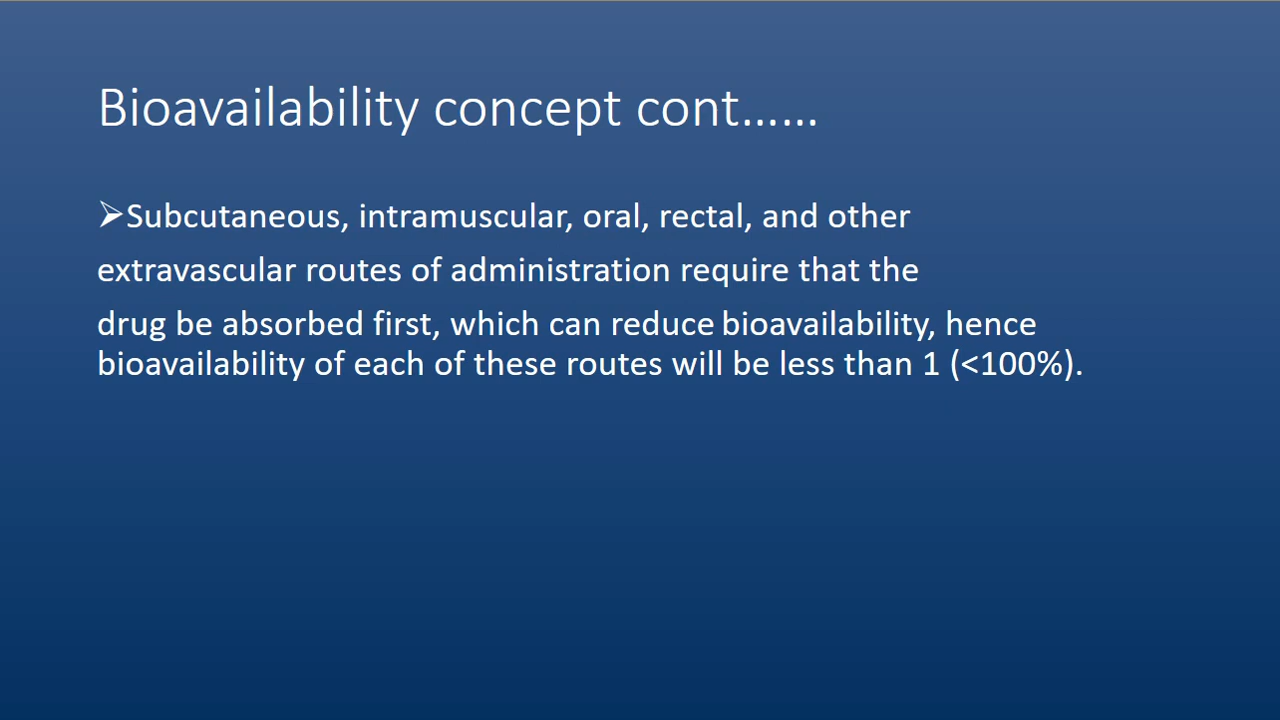 Bioavailability concept cont......
➢Subcutaneous, intramuscular, oral, rectal, and other
extravascular routes of administration require that the
drug be absorbed first, which can reduce bioavailability, hence
bioavailability of each of these routes will be less than 1 (<100%).